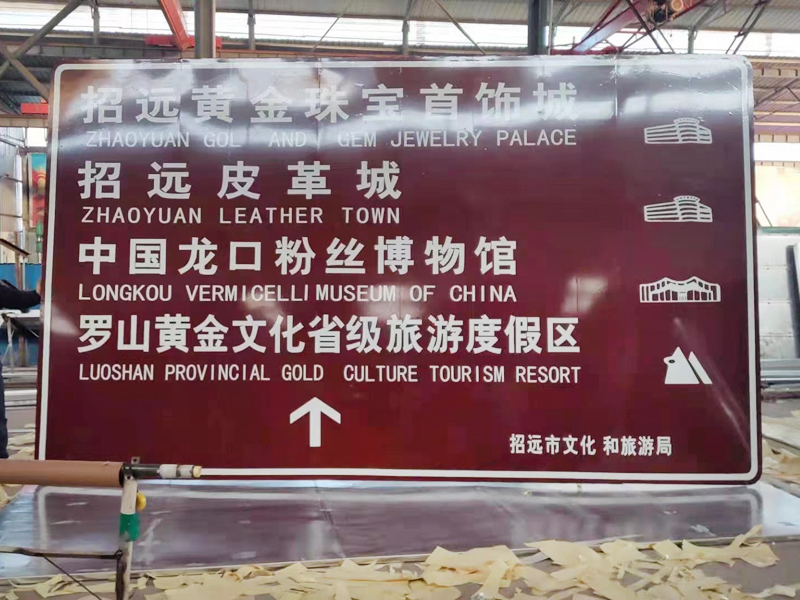 招远黄金珠宝首饰城
ZHAOYUAN GOL AND GEM JEWELRY PALACE
招远皮革城
ZHAOYUAN LEATHER TOWN
中国龙口粉丝博物馆
LONGKOU VERMICELLI MUSEUM OF CHINA
罗山黄金文化省级旅游度假区
LUOSHAN PROVINCIAL GOLD CULTURE TOURISM RESORT
招远市文化 和旅游局